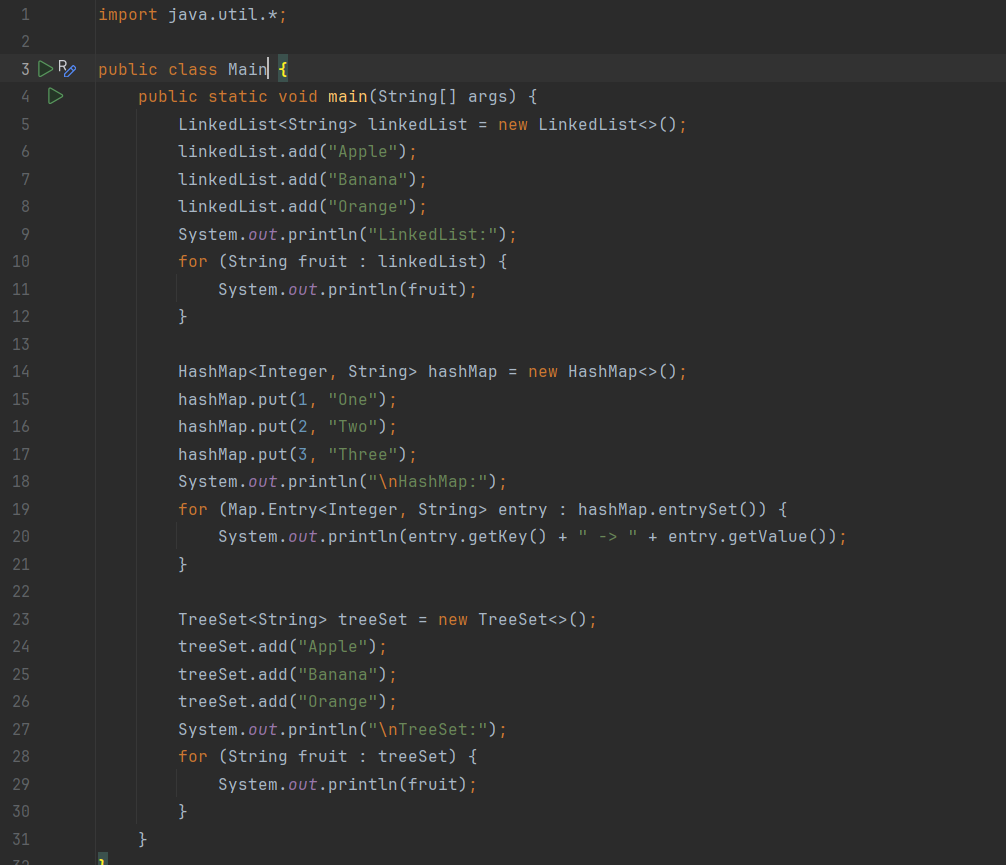 1 import java.util.*;
2
3 public class Main {
4     public static void main(String[] args) {
5         LinkedList<String> linkedList = new LinkedList<>();
6         linkedList.add("Apple");
7         linkedList.add("Banana");
8         linkedList.add("Orange");
9         System.out.println("LinkedList:");
10         for (String fruit : linkedList) {
11             System.out.println(fruit);
12         }
13
14         HashMap<Integer, String> hashMap = new HashMap<>();
15         hashMap.put(1, "One");
16         hashMap.put(2, "Two");
17         hashMap.put(3, "Three");
18         System.out.println("\nHashMap:");
19         for (Map.Entry<Integer, String> entry : hashMap.entrySet()) {
20             System.out.println(entry.getKey() + " -> " + entry.getValue());
21         }
22
23         TreeSet<String> treeSet = new TreeSet<>();
24         treeSet.add("Apple");
25         treeSet.add("Banana");
26         treeSet.add("Orange");
27         System.out.println("\nTreeSet:");
28         for (String fruit : treeSet) {
29             System.out.println(fruit);
30         }
31     }
32 }